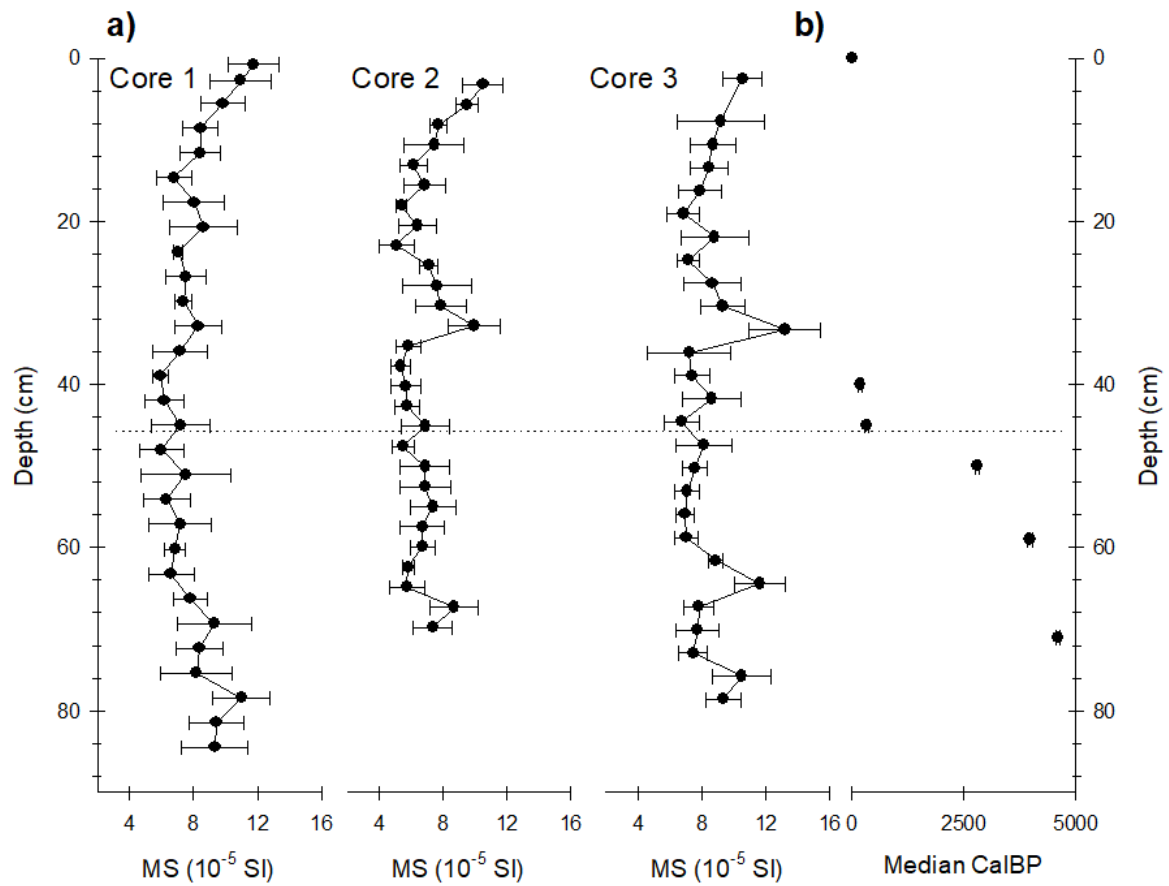 a) b)
Core 1 Core 2 Core 3
0
20
40
60
80
Depth (cm)
0
20
40
60
80
Depth (cm)
4 8 12 16 4 8 12 16 4 8 12 16 0 2500 5000
MS (10⁻⁵ SI) MS (10⁻⁵ SI) MS (10⁻⁵ SI) Median CalBP